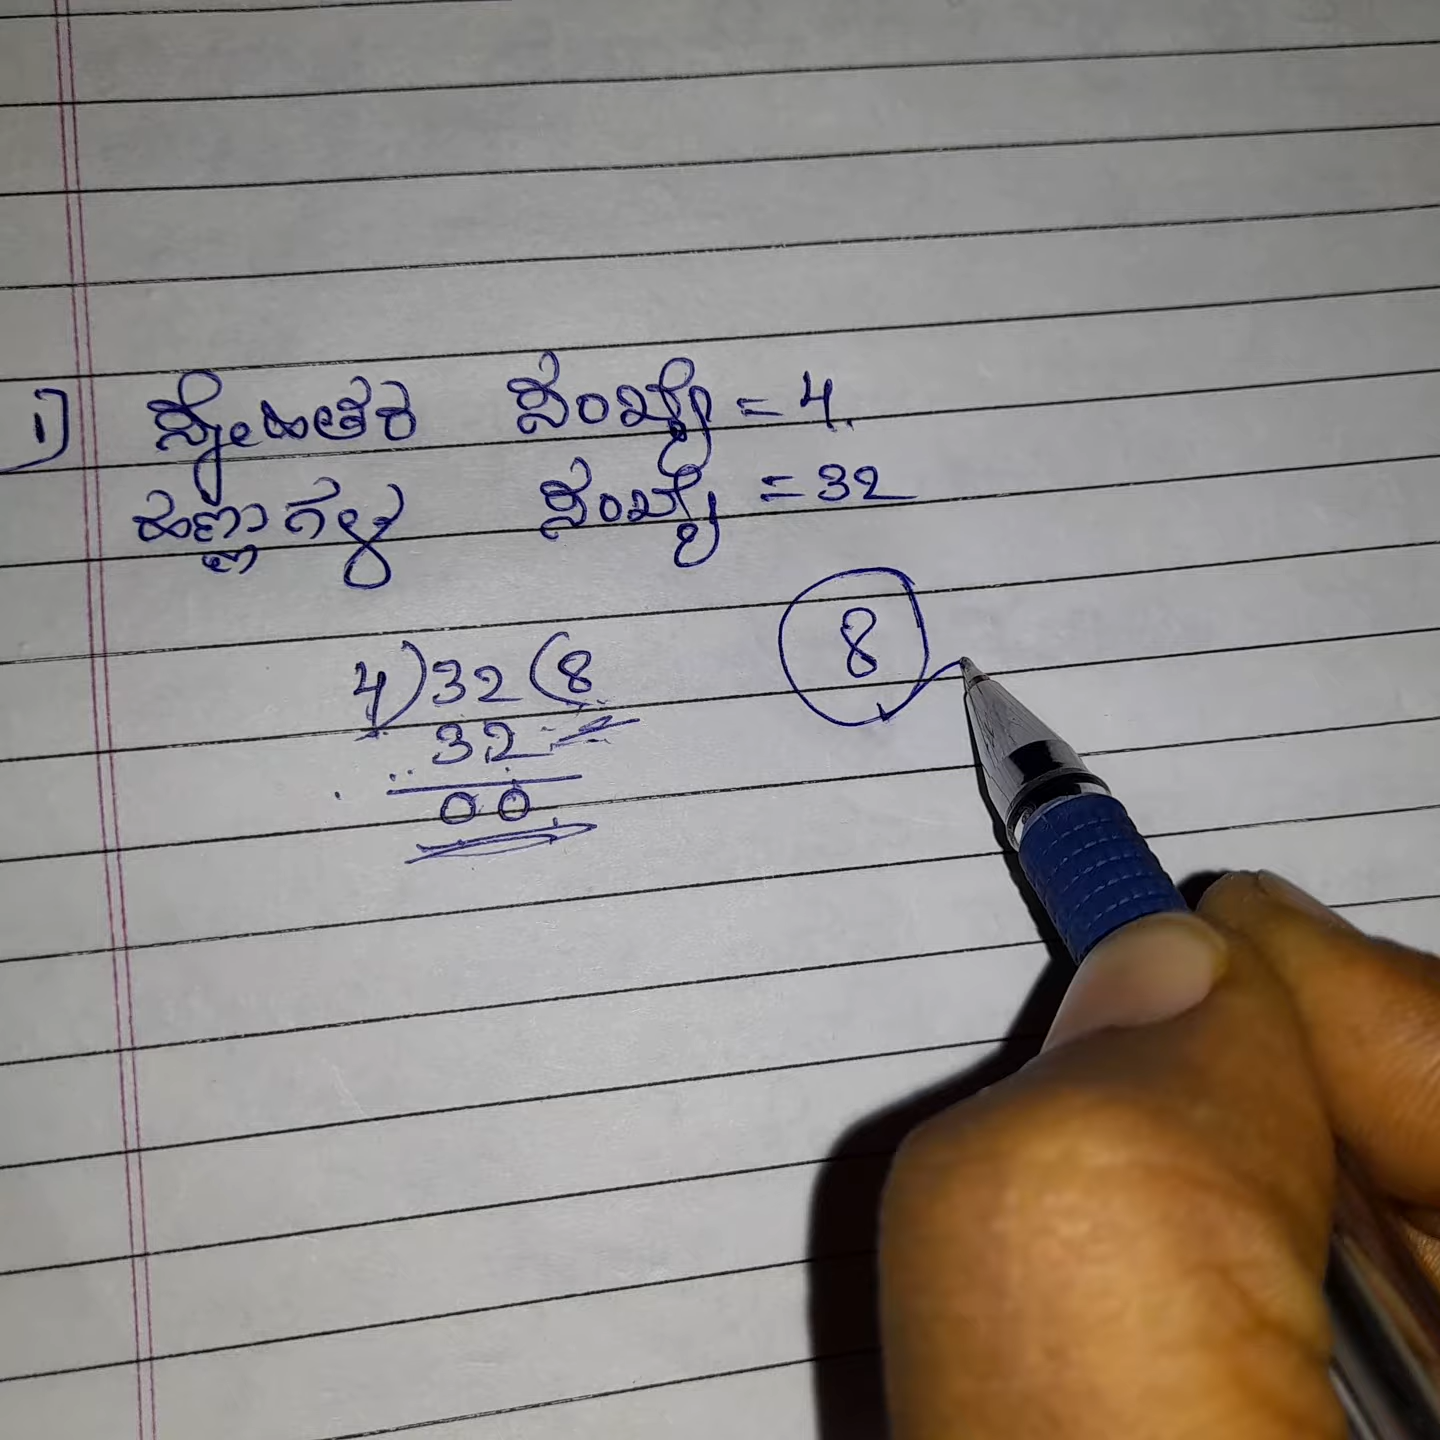 1] ಸ್ನೇಹಿತರ ಸಂಖ್ಯೆ = 4
ಹಣ್ಣುಗಳ ಸಂಖ್ಯೆ = 32
4) 32 (8
32
00
8